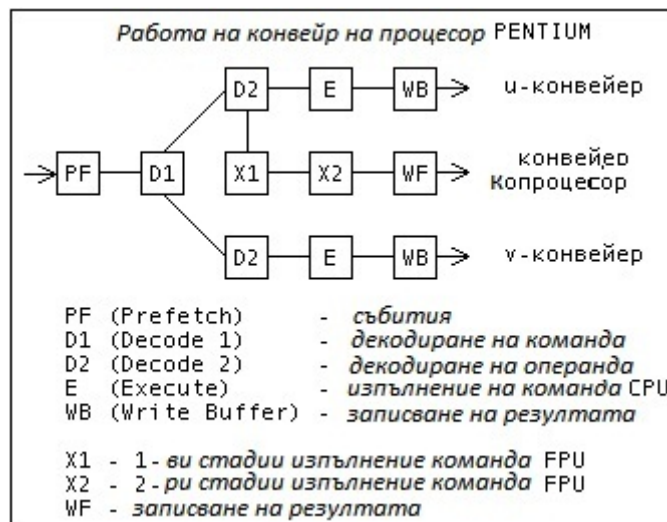 Работа на конвейр на процесор PENTIUM
D2 E WB u-конвейер
PF D1 X1 X2 WF конвейер
Копроцесор
D2 E WB v-конвейер
PF (Prefetch) - събития
D1 (Decode 1) - декодиране на команда
D2 (Decode 2) - декодиране на операнда
E (Execute) - изпълнение на команда CPU
WB (Write Buffer) - записване на резултата
X1 - 1-ви стадии изпълнение команда FPU
X2 - 2-ри стадии изпълнение команда FPU
WF - записване на резултата